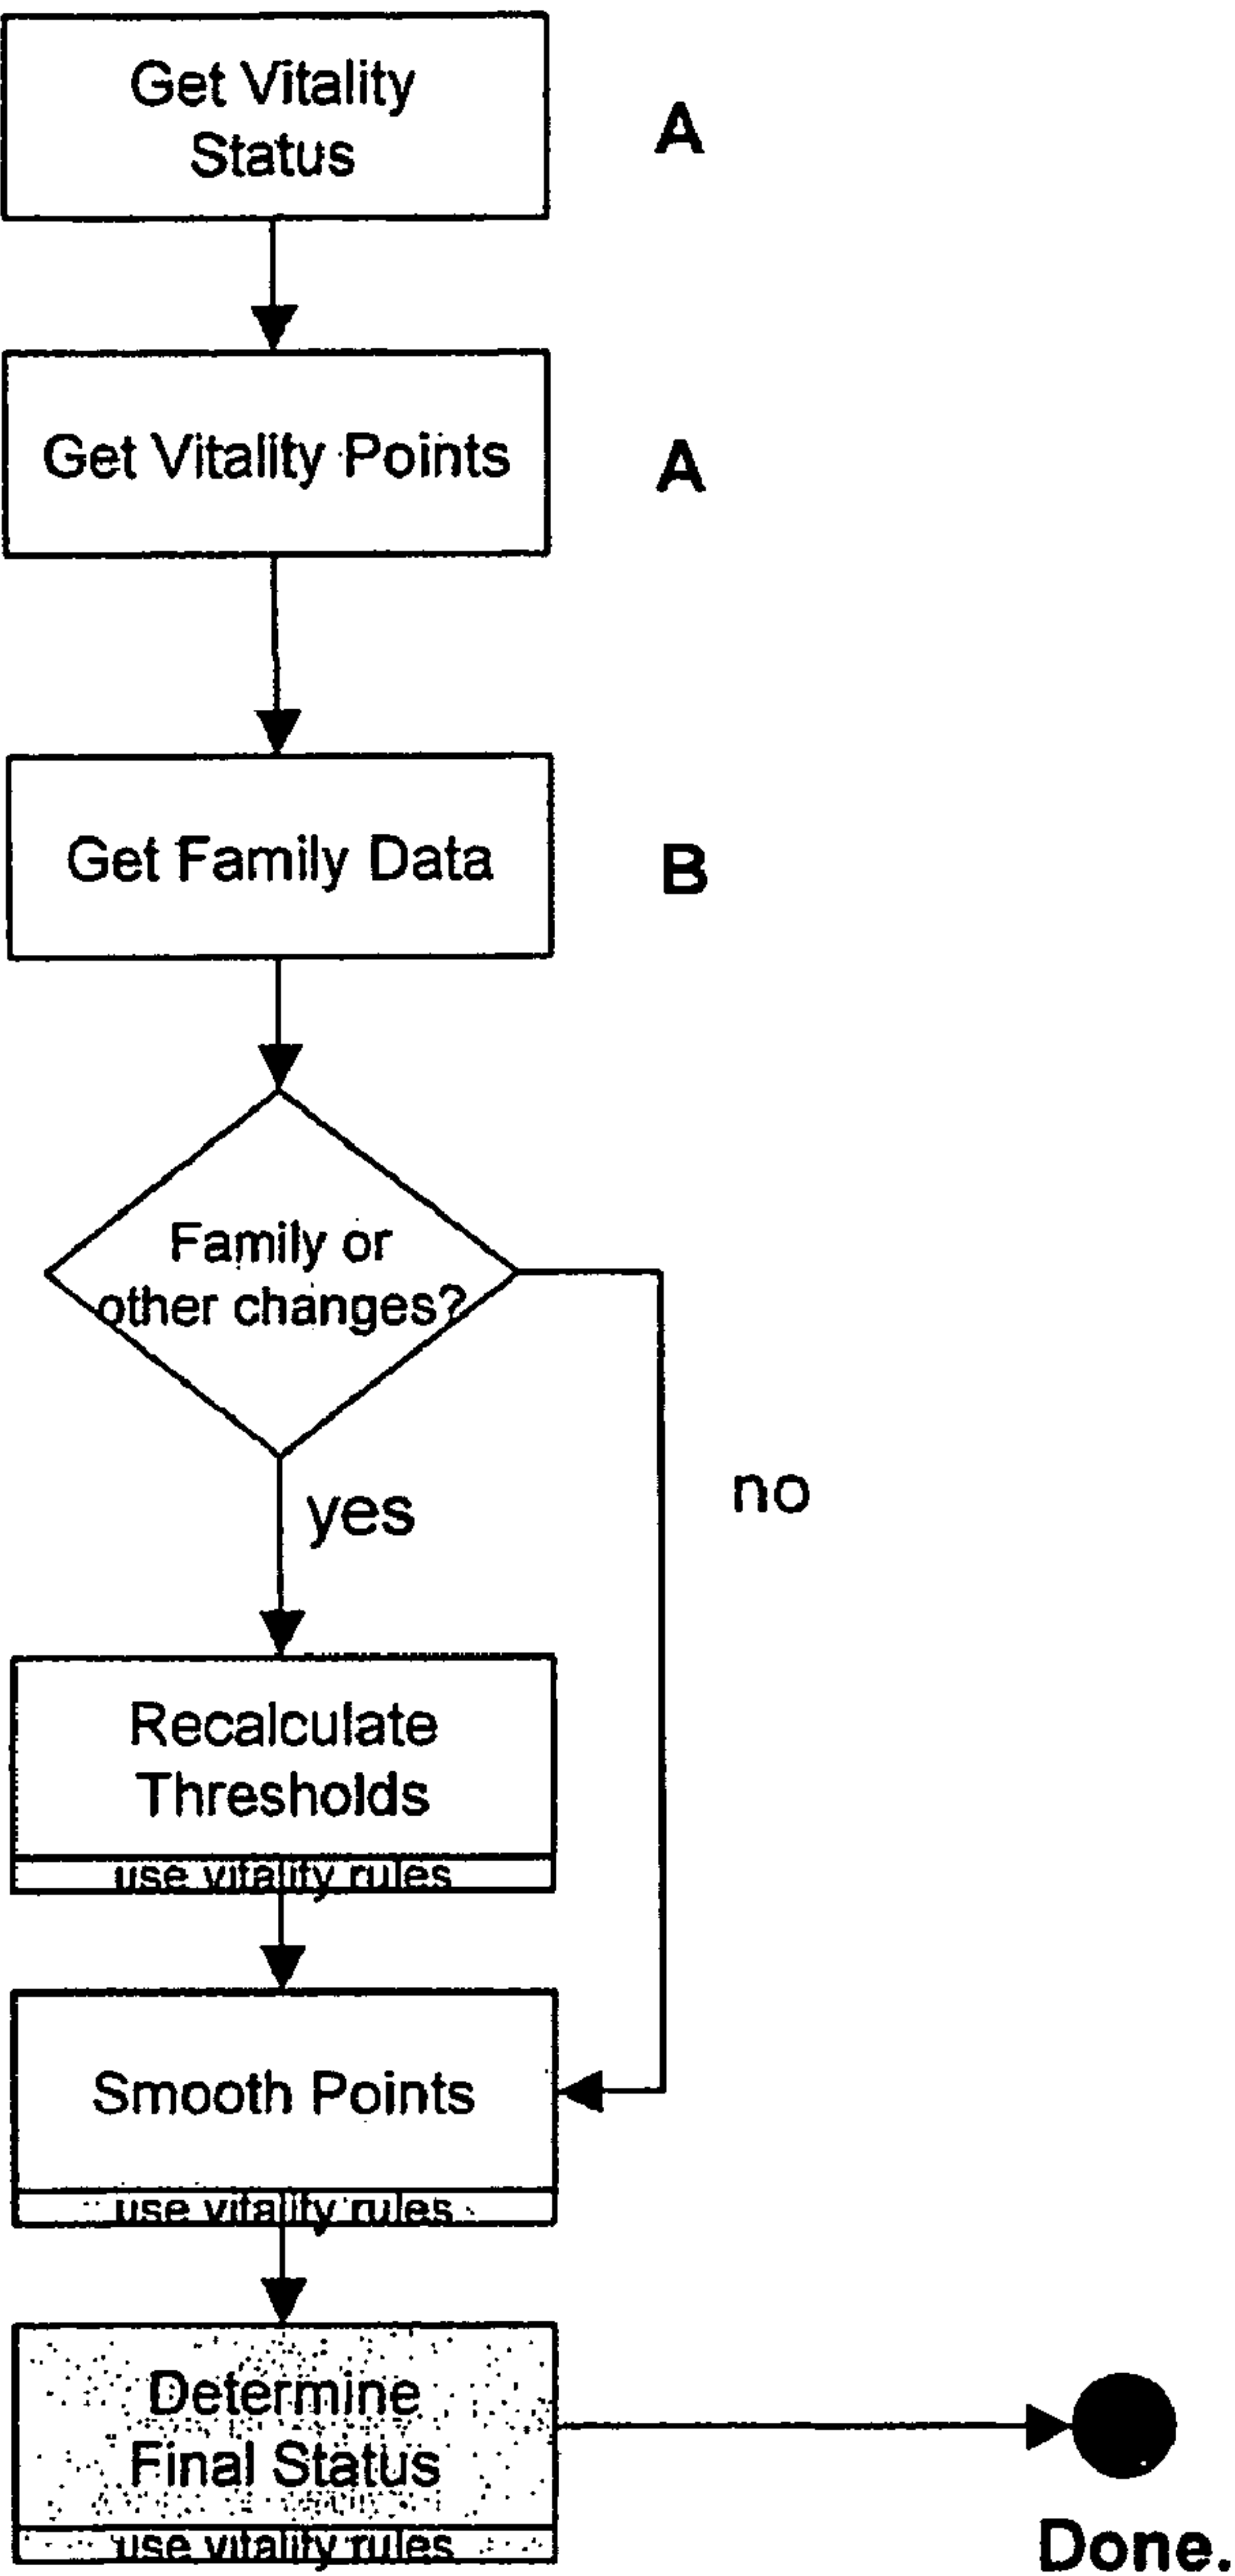 Get Vitality
Status
A
Get Vitality Points
A
Get Family Data
B
Family or
other changes?
yes
no
Recalculate
Thresholds
use vitality rules
Smooth Points
use vitality rules
Determine
Final Status
use vitality rules
Done.